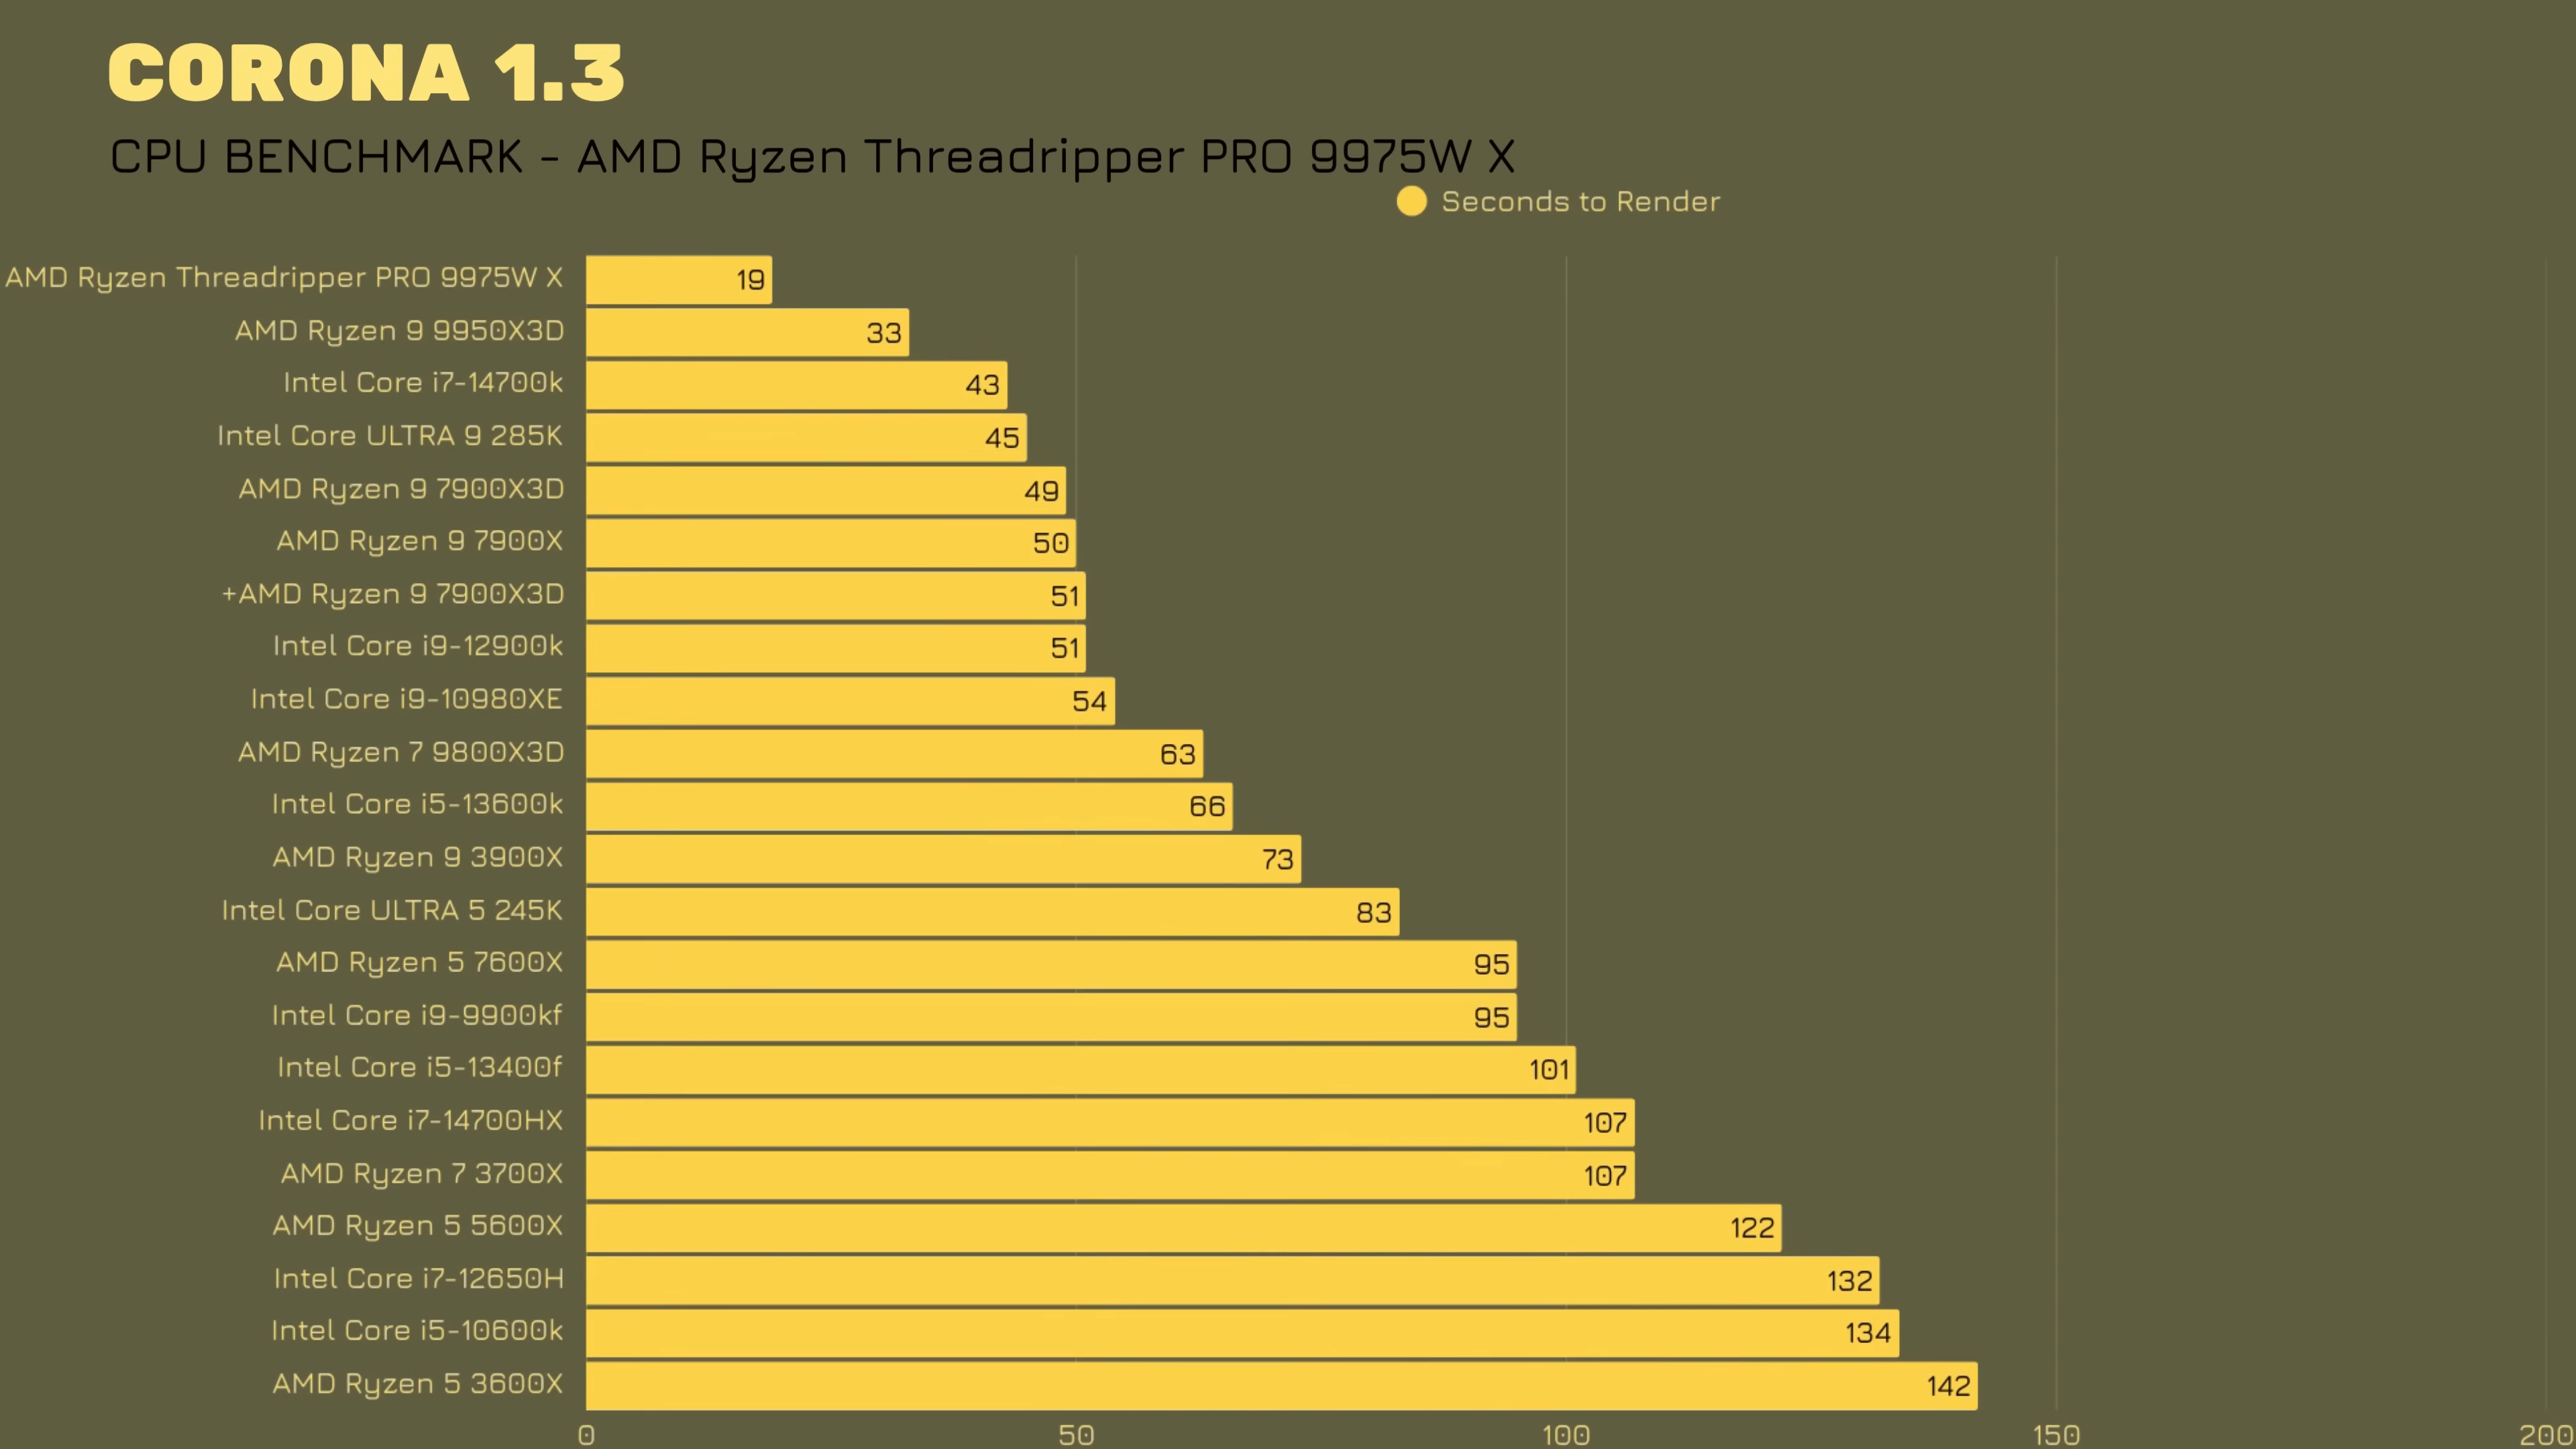 CORONA 1.3
CPU BENCHMARK - AMD Ryzen Threadripper PRO 9975W X
Seconds to Render
AMD Ryzen Threadripper PRO 9975W X 19
AMD Ryzen 9 9950X3D 33
Intel Core i7-14700k 43
Intel Core ULTRA 9 285K 45
AMD Ryzen 9 7900X3D 49
AMD Ryzen 9 7900X 50
+AMD Ryzen 9 7900X3D 51
Intel Core i9-12900k 51
Intel Core i9-10980XE 54
AMD Ryzen 7 9800X3D 63
Intel Core i5-13600k 66
AMD Ryzen 9 3900X 73
Intel Core ULTRA 5 245K 83
AMD Ryzen 5 7600X 95
Intel Core i9-9900kf 95
Intel Core i5-13400f 101
Intel Core i7-14700HX 107
AMD Ryzen 7 3700X 107
AMD Ryzen 5 5600X 122
Intel Core i7-12650H 132
Intel Core i5-10600k 134
AMD Ryzen 5 3600X 142
0 50 100 150 200